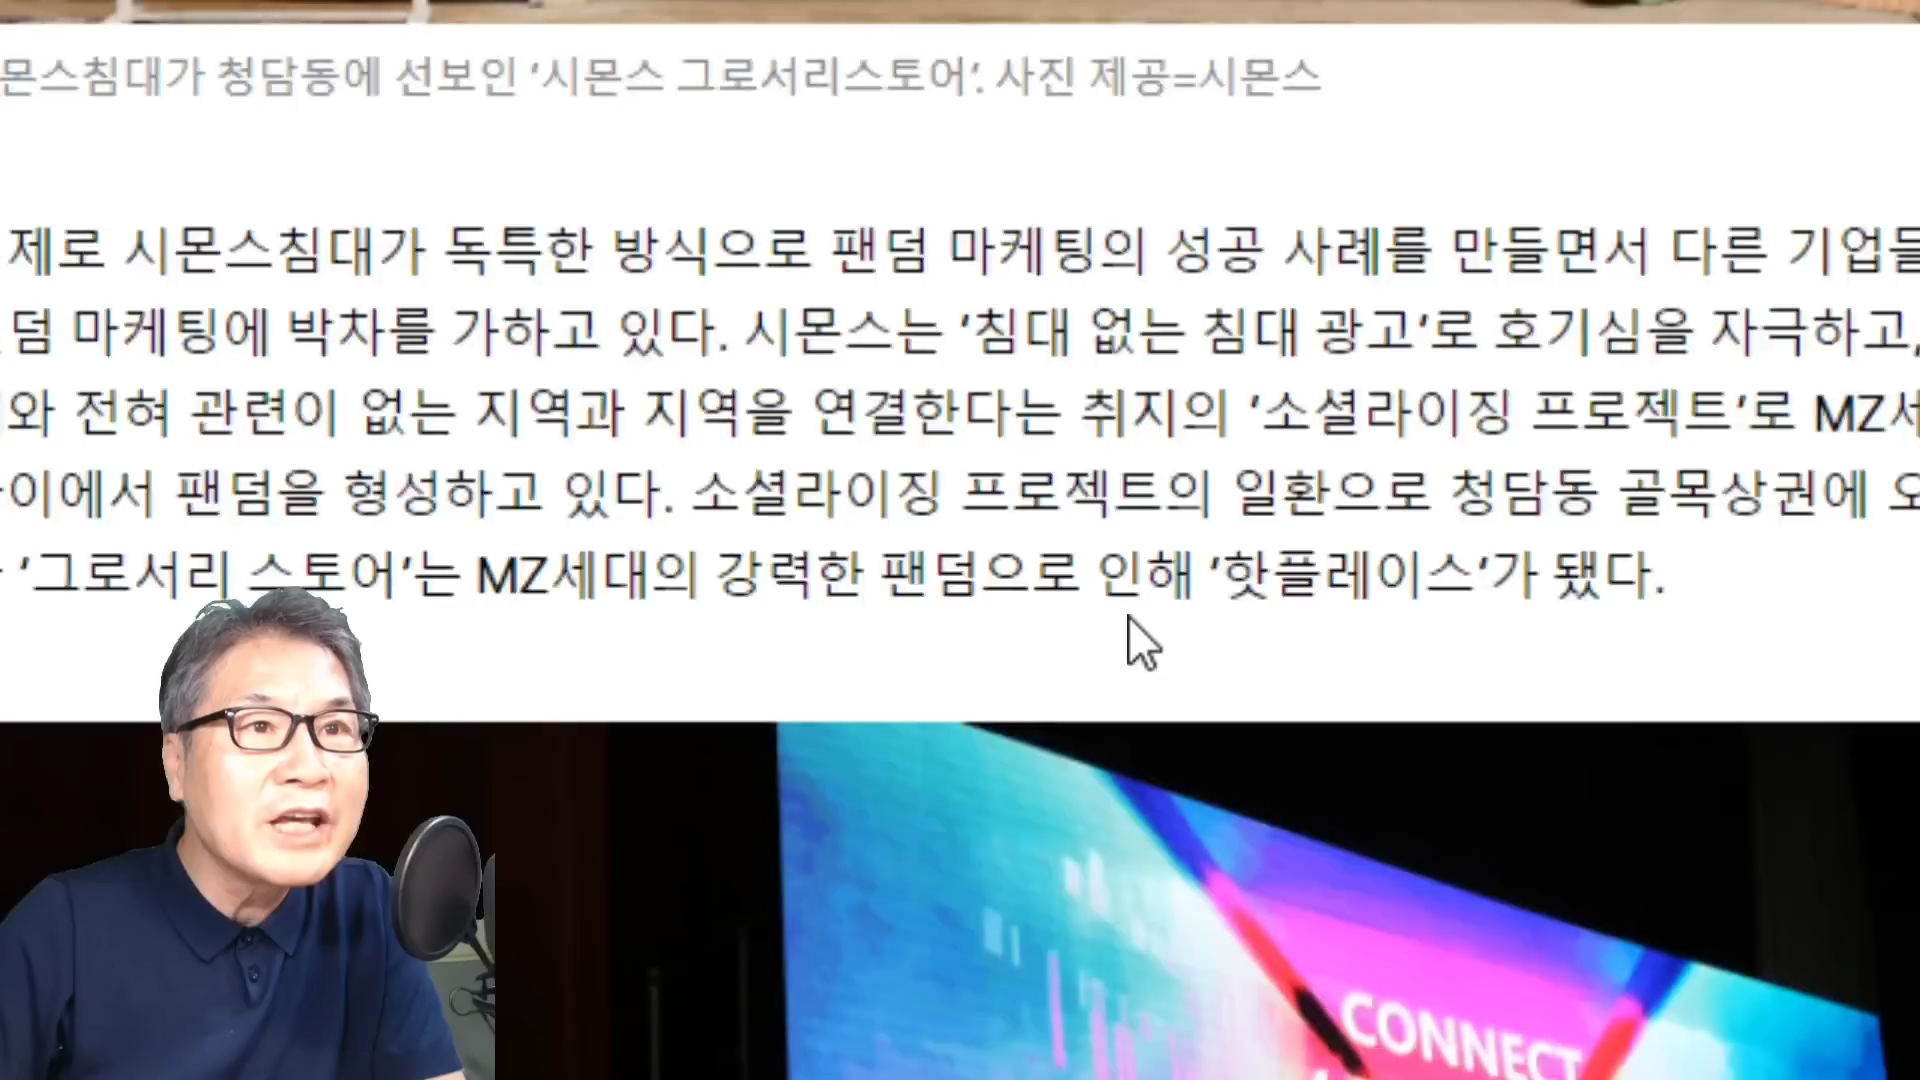 몬스침대가 청담동에 선보인 '시몬스 그로서리스토어'. 사진 제공=시몬스
제로 시몬스침대가 독특한 방식으로 팬덤 마케팅의 성공 사례를 만들면서 다른 기업들
덤 마케팅에 박차를 가하고 있다. 시몬스는 '침대 없는 침대 광고'로 호기심을 자극하고,
와 전혀 관련이 없는 지역과 지역을 연결한다는 취지의 '소셜라이징 프로젝트'로 MZ세
이에서 팬덤을 형성하고 있다. 소셜라이징 프로젝트의 일환으로 청담동 골목상권에 오
'그로서리 스토어'는 MZ세대의 강력한 팬덤으로 인해 '핫플레이스'가 됐다.
CONNECT